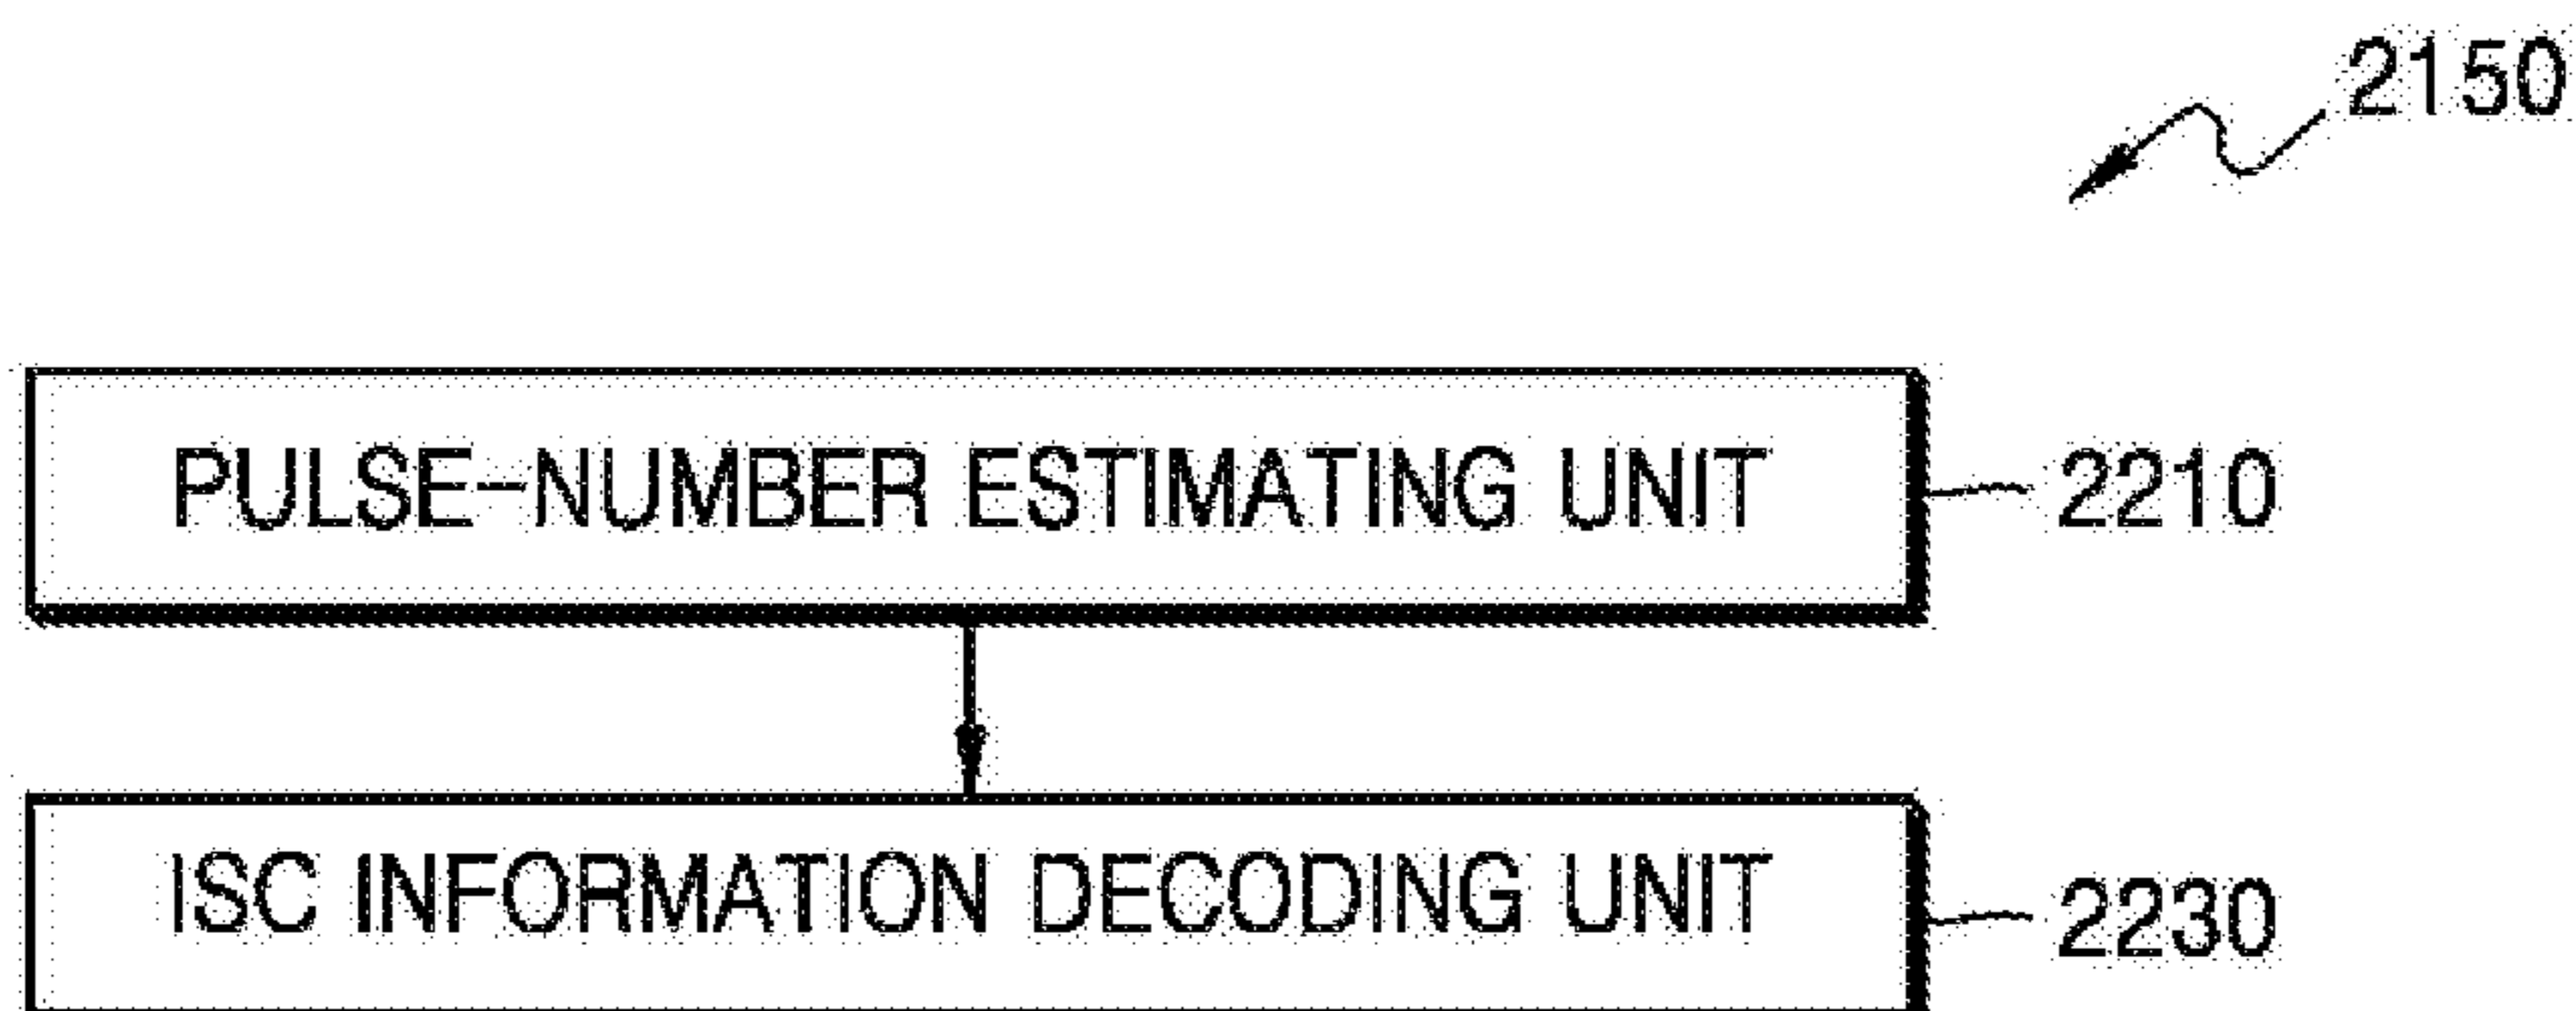 2150
PULSE-NUMBER ESTIMATING UNIT
2210
ISC INFORMATION DECODING UNIT
2230